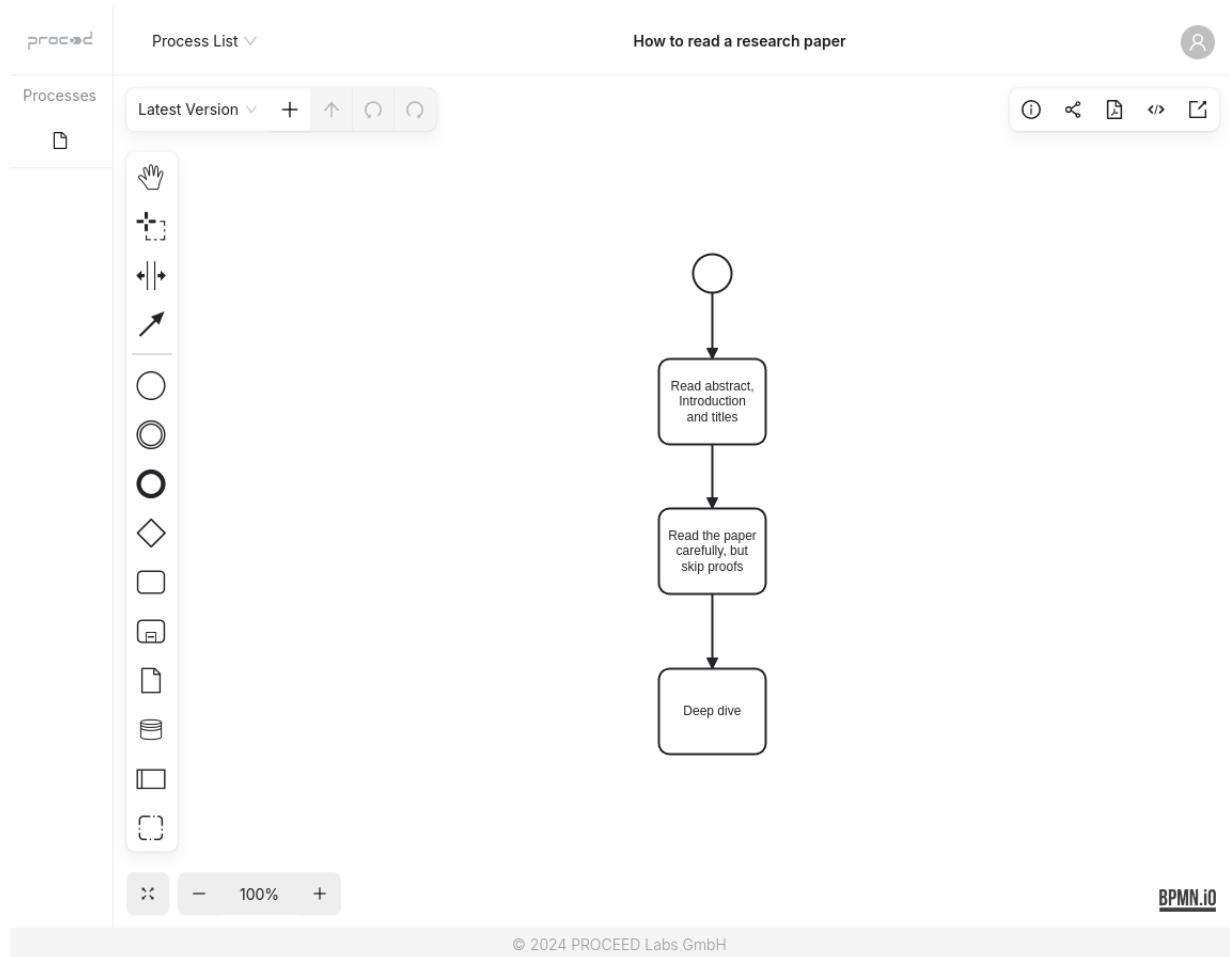 proceed
Process List
How to read a research paper
Processes
Latest Version
Read abstract,
Introduction
and titles
Read the paper
carefully, but
skip proofs
Deep dive
100%
BPMN.iO
© 2024 PROCEED Labs GmbH